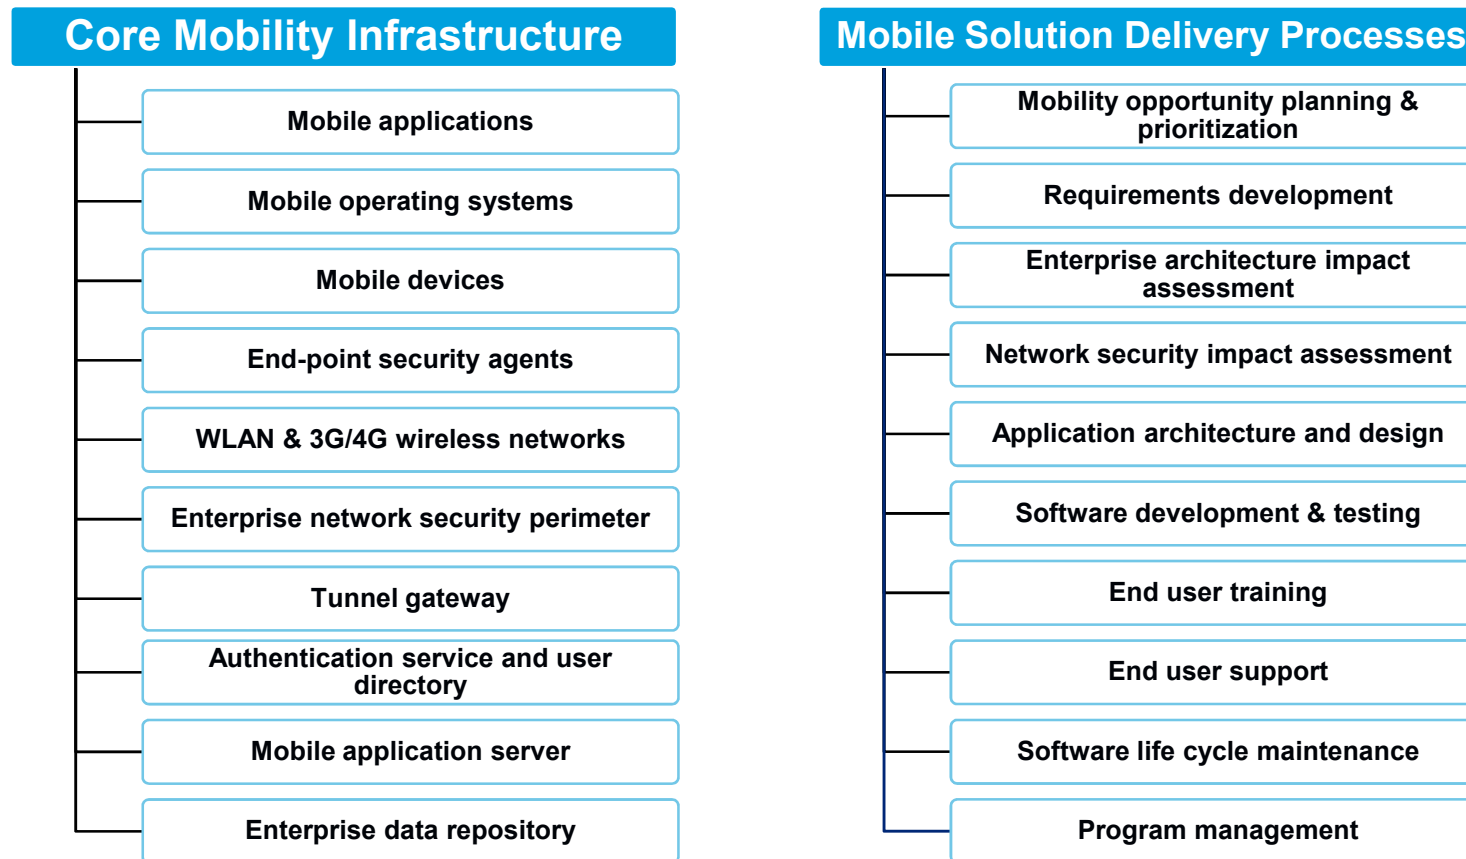 Core Mobility Infrastructure
Mobile applications
Mobile operating systems
Mobile devices
End-point security agents
WLAN & 3G/4G wireless networks
Enterprise network security perimeter
Tunnel gateway
Authentication service and user
directory
Mobile application server
Enterprise data repository
Mobile Solution Delivery Processes
Mobility opportunity planning &
prioritization
Requirements development
Enterprise architecture impact
assessment
Network security impact assessment
Application architecture and design
Software development & testing
End user training
End user support
Software life cycle maintenance
Program management